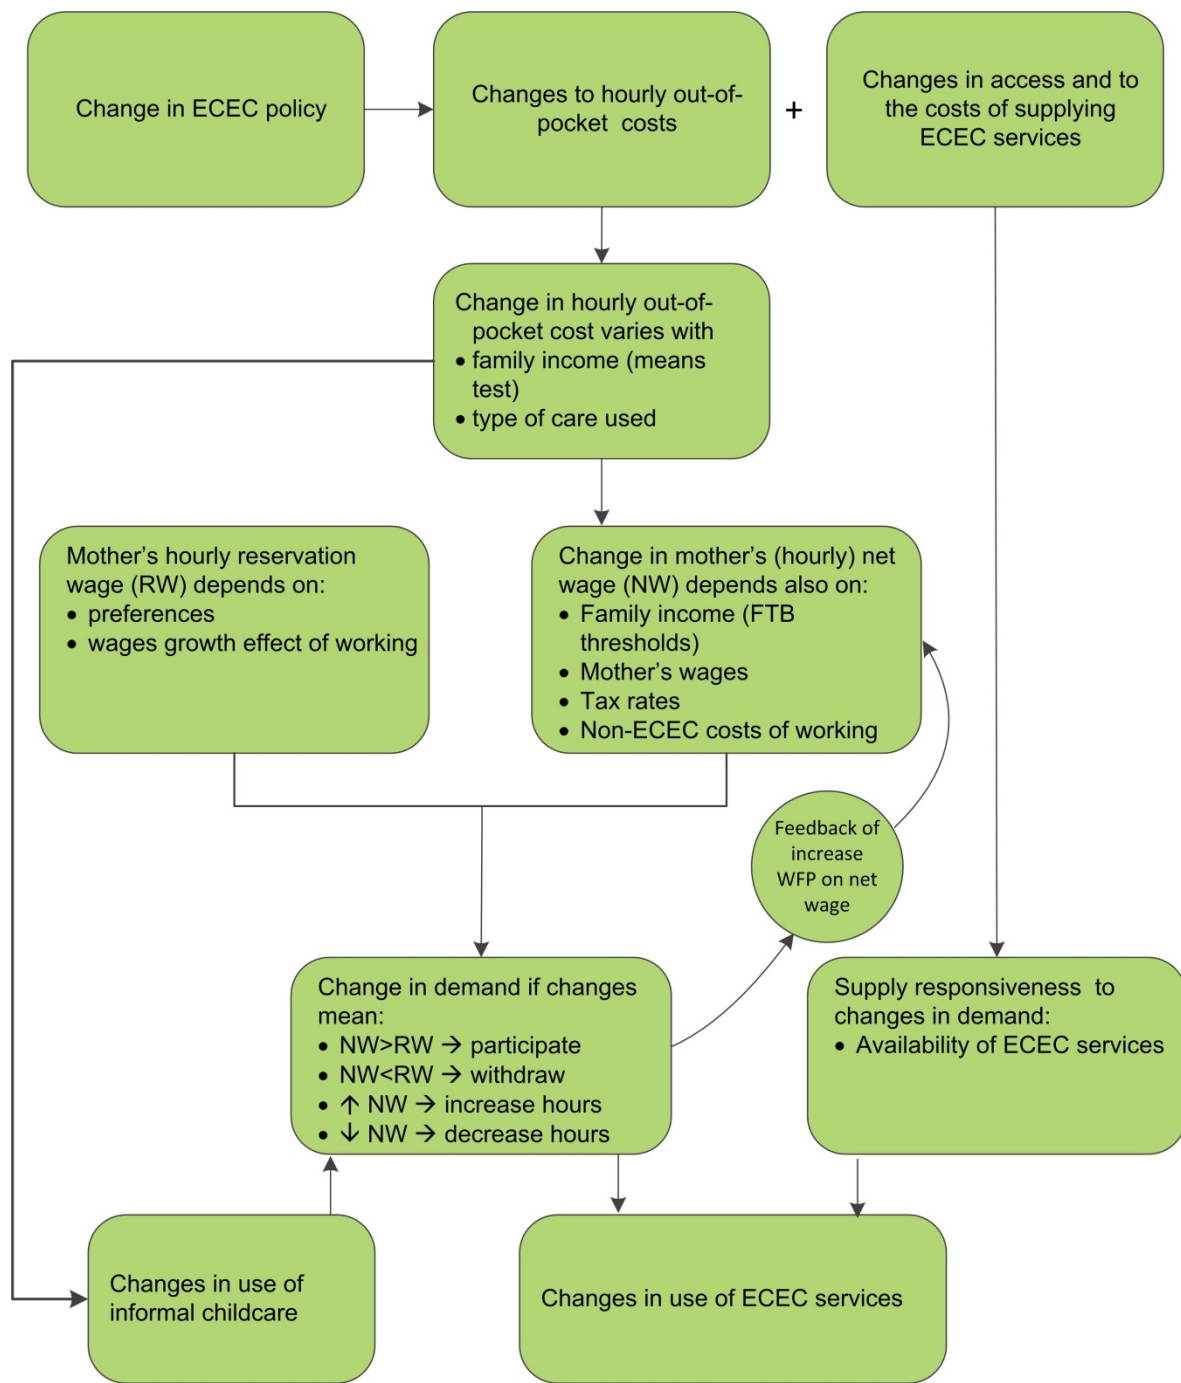 Change in ECEC policy
Changes to hourly out-of-
pocket costs
+
Changes in access and to
the costs of supplying
ECEC services
Change in hourly out-of-
pocket cost varies with
• family income (means
test)
• type of care used
Mother’s hourly reservation
wage (RW) depends on:
• preferences
• wages growth effect of working
Change in mother’s (hourly) net
wage (NW) depends also on:
• Family income (FTB
thresholds)
• Mother’s wages
• Tax rates
• Non-ECEC costs of working
Feedback of
increase
WFP on net
wage
Change in demand if changes
mean:
• NW>RW → participate
• NW<RW → withdraw
• ↑ NW → increase hours
• ↓ NW → decrease hours
Supply responsiveness to
changes in demand:
• Availability of ECEC services
Changes in use of
informal childcare
Changes in use of ECEC services